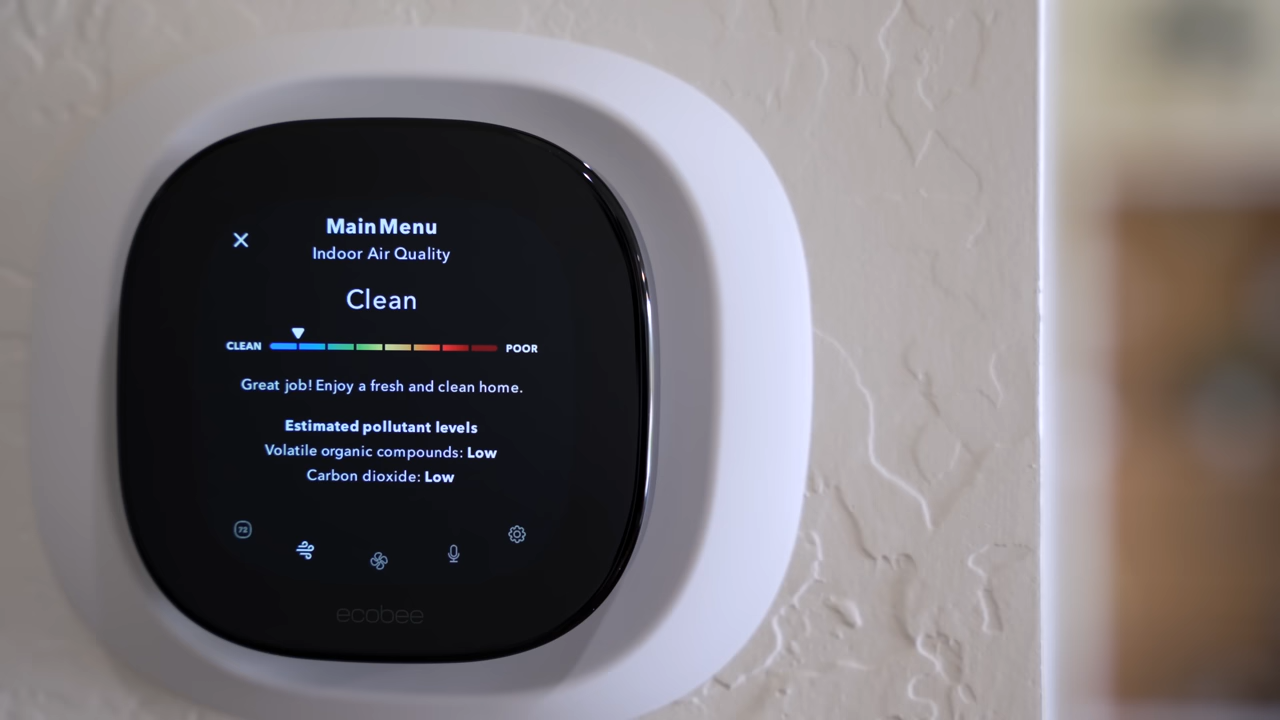 Main Menu
Indoor Air Quality
Clean
CLEAN POOR
Great job! Enjoy a fresh and clean home.
Estimated pollutant levels
Volatile organic compounds: Low
Carbon dioxide: Low
72
ecobee